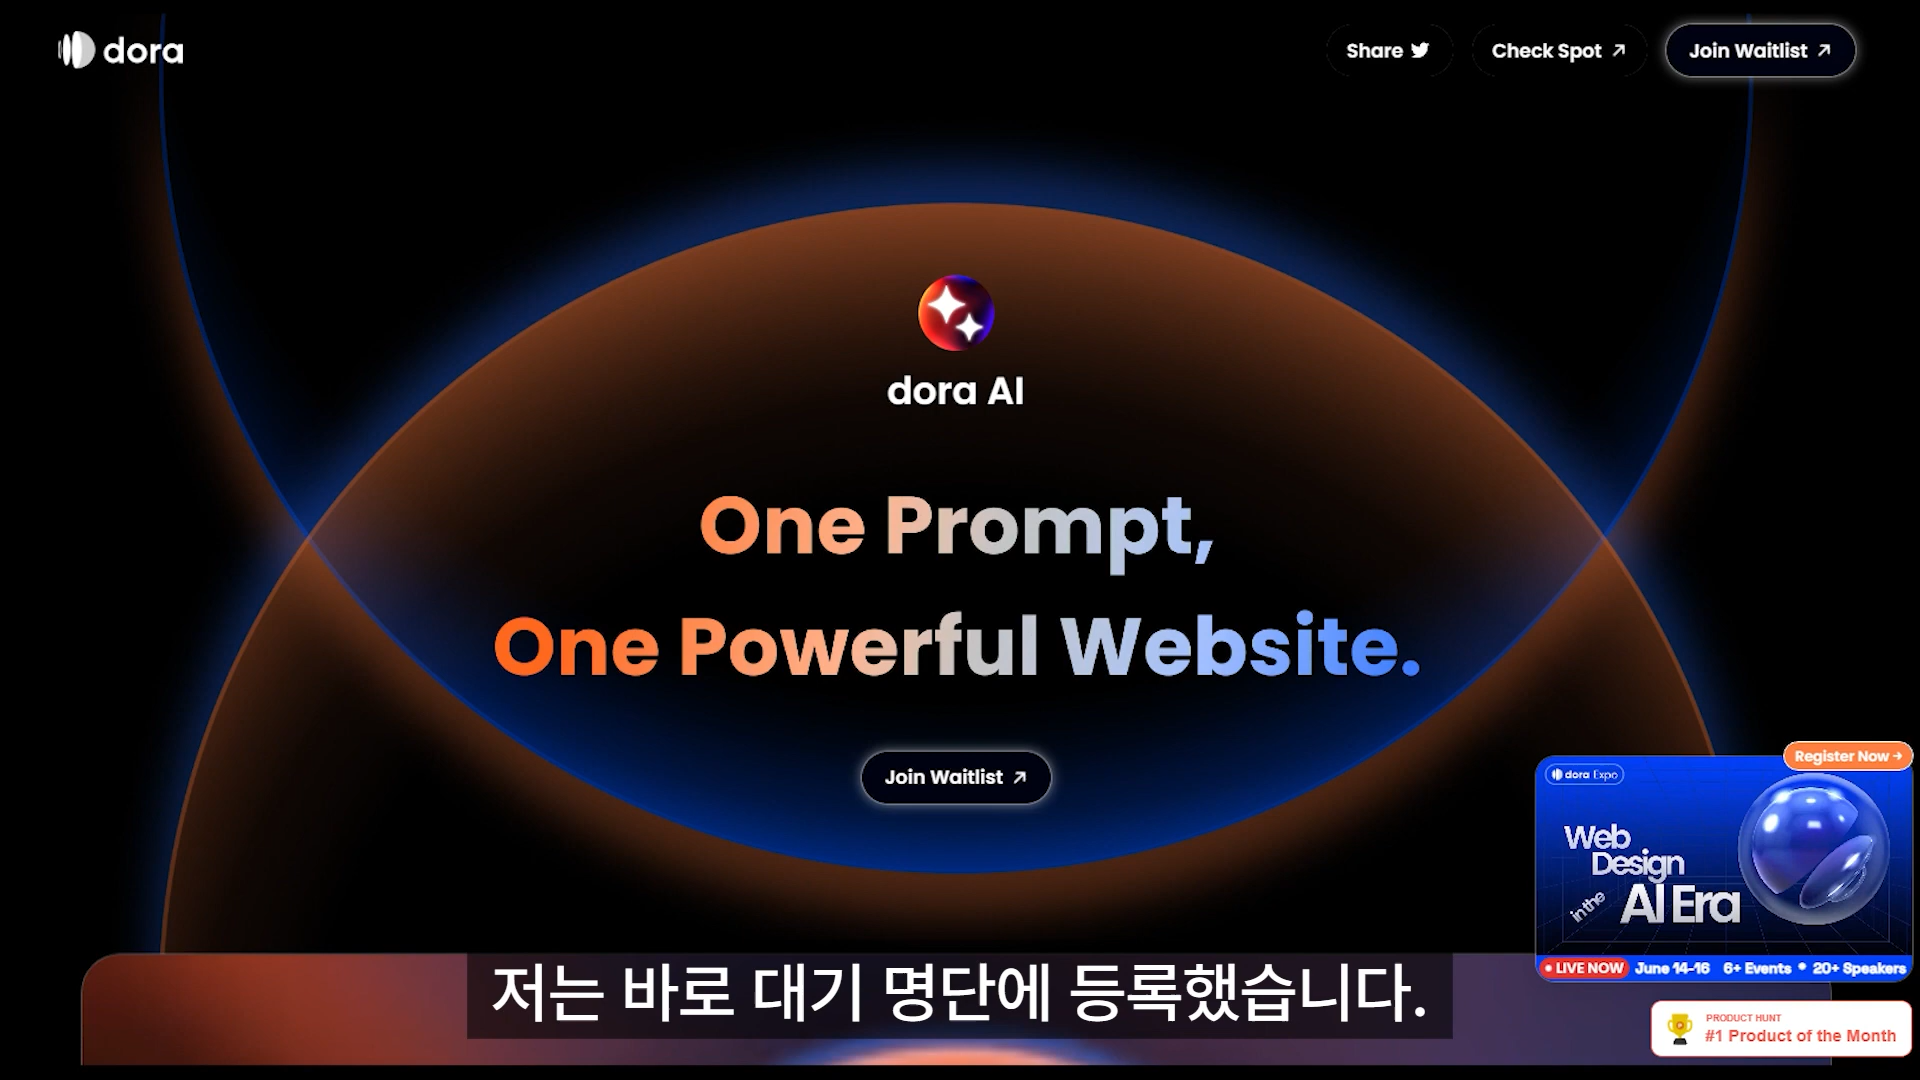 dora
Share
Check Spot
Join Waitlist
dora AI
One Prompt,
One Powerful Website.
Join Waitlist
Register Now
dora Expo
Web
Design
in the
AI Era
LIVE NOW June 14-16 6+ Events • 20+ Speakers
저는 바로 대기 명단에 등록했습니다.
PRODUCT HUNT
#1 Product of the Month